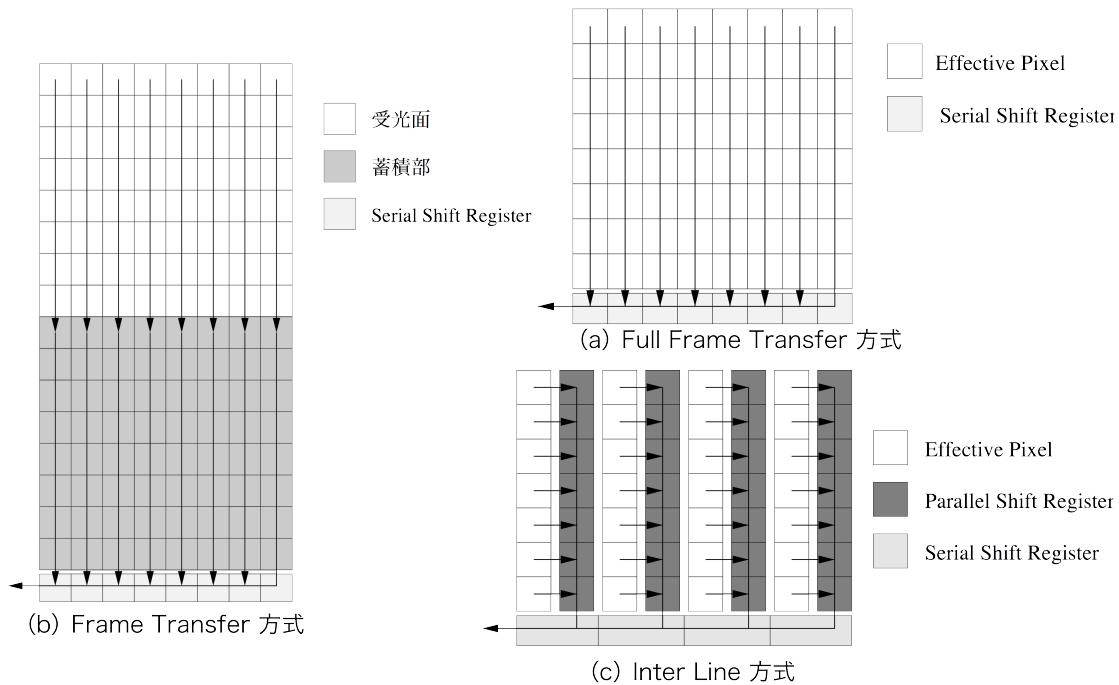 受光面
蓄積部
Serial Shift Register
(b) Frame Transfer 方式
Effective Pixel
Serial Shift Register
(a) Full Frame Transfer 方式
Effective Pixel
Parallel Shift Register
Serial Shift Register
(c) Inter Line 方式